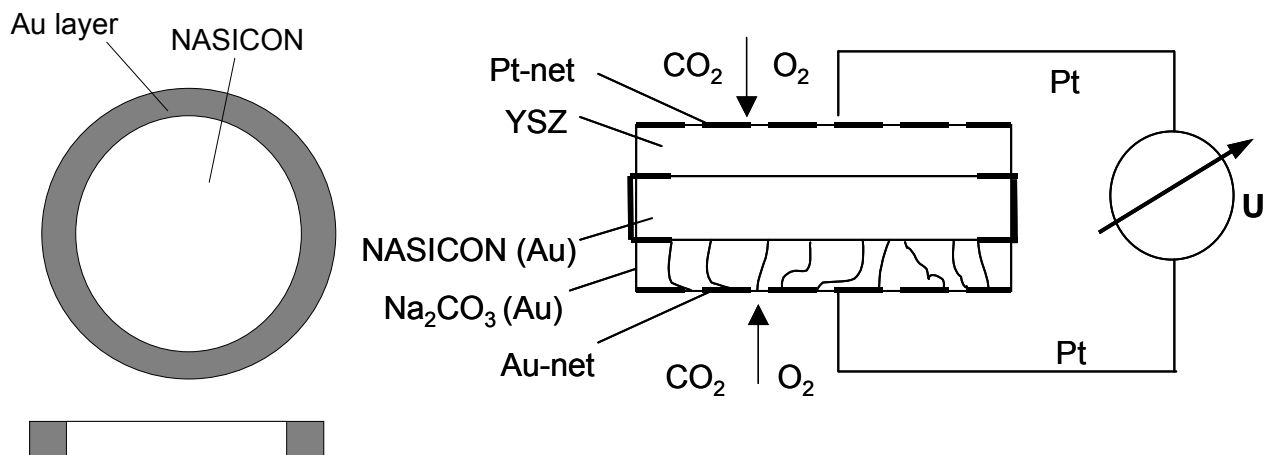 Au layer
NASICON
Pt-net
CO₂ O₂
Pt
YSZ
U
NASICON (Au)
Na₂CO₃ (Au)
Au-net
CO₂ O₂
Pt